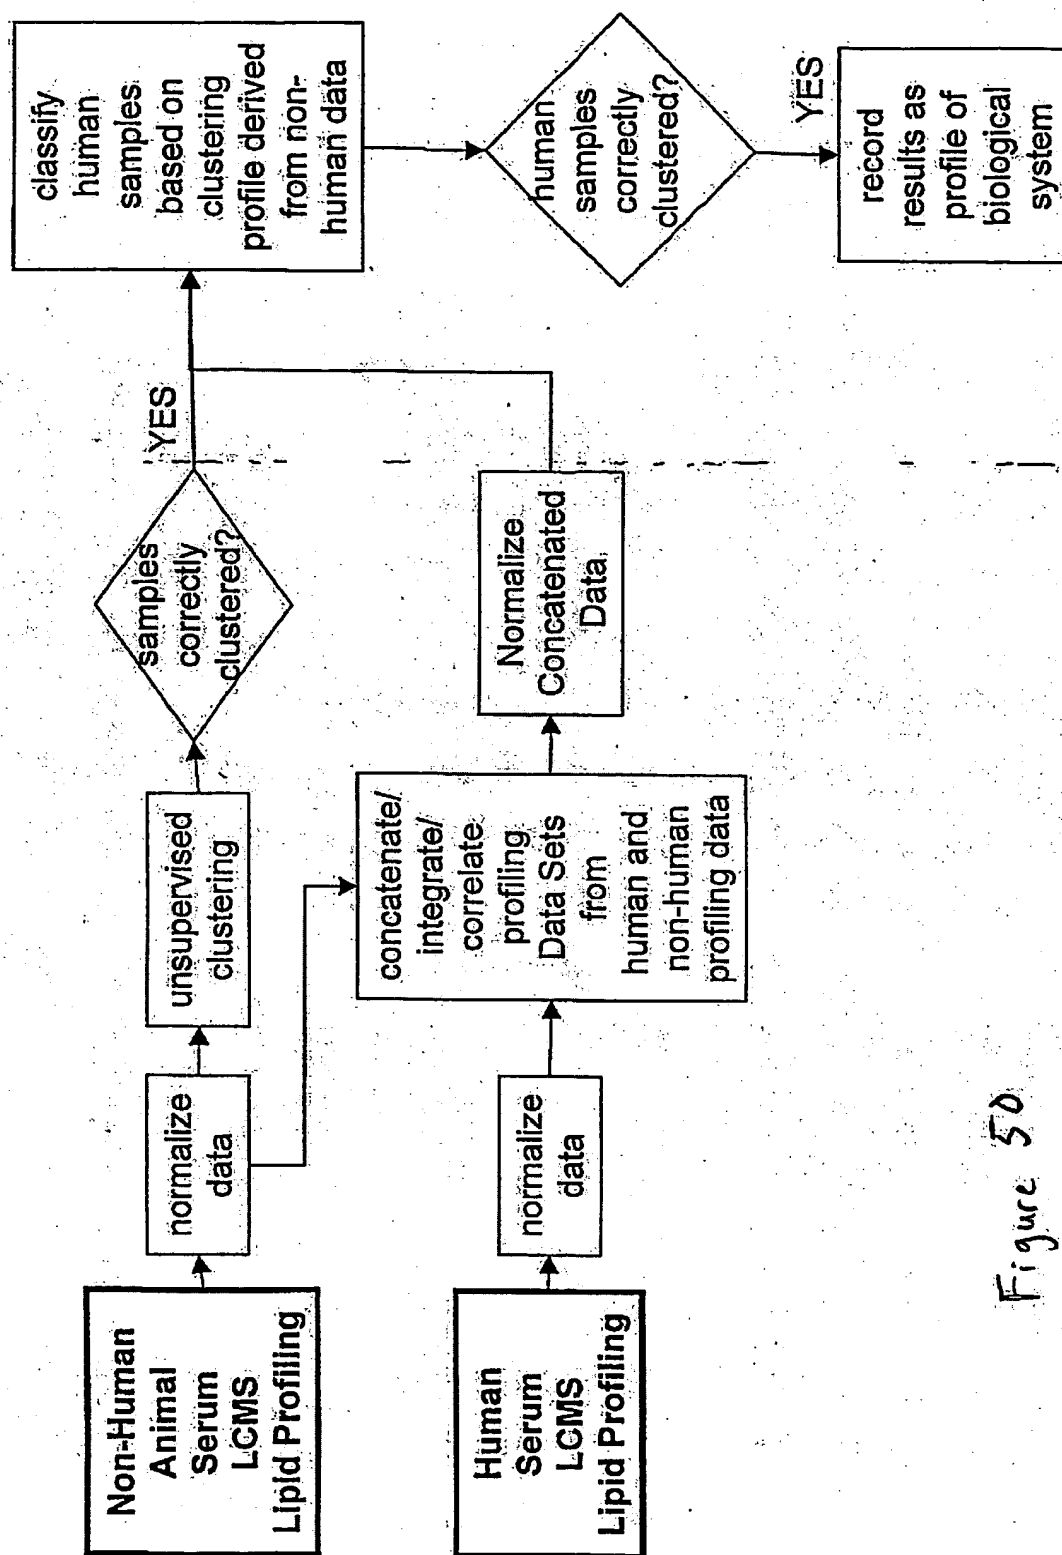 Non-Human
Animal
Serum
LCMS
Lipid Profiling
normalize
data
unsupervised
clustering
samples
correctly
clustered?
YES
classify
human
samples
based on
clustering
profile derived
from non-
human data
Human
Serum
LCMS
Lipid Profiling
normalize
data
concatenate/
integrate/
correlate
profiling
Data Sets
from
human and
non-human
profiling data
Normalize
Concatenated
Data
human
samples
correctly
clustered?
YES
record
results as
profile of
biological
system
Figure 50